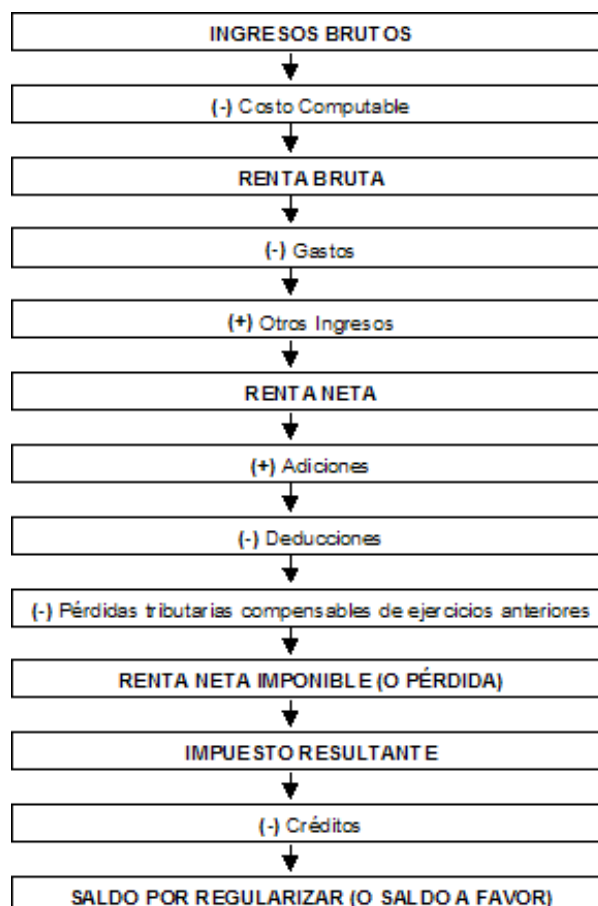 INGRESOS BRUTOS
(-) Costo Computable
RENTA BRUTA
(-) Gastos
(+) Otros Ingresos
RENTA NETA
(+) Adiciones
(-) Deducciones
(-) Pérdidas tributarias compensables de ejercicios anteriores
RENTA NETA IMPONIBLE (O PÉRDIDA)
IMPUESTO RESULTANTE
(-) Créditos
SALDO POR REGULARIZAR (O SALDO A FAVOR)